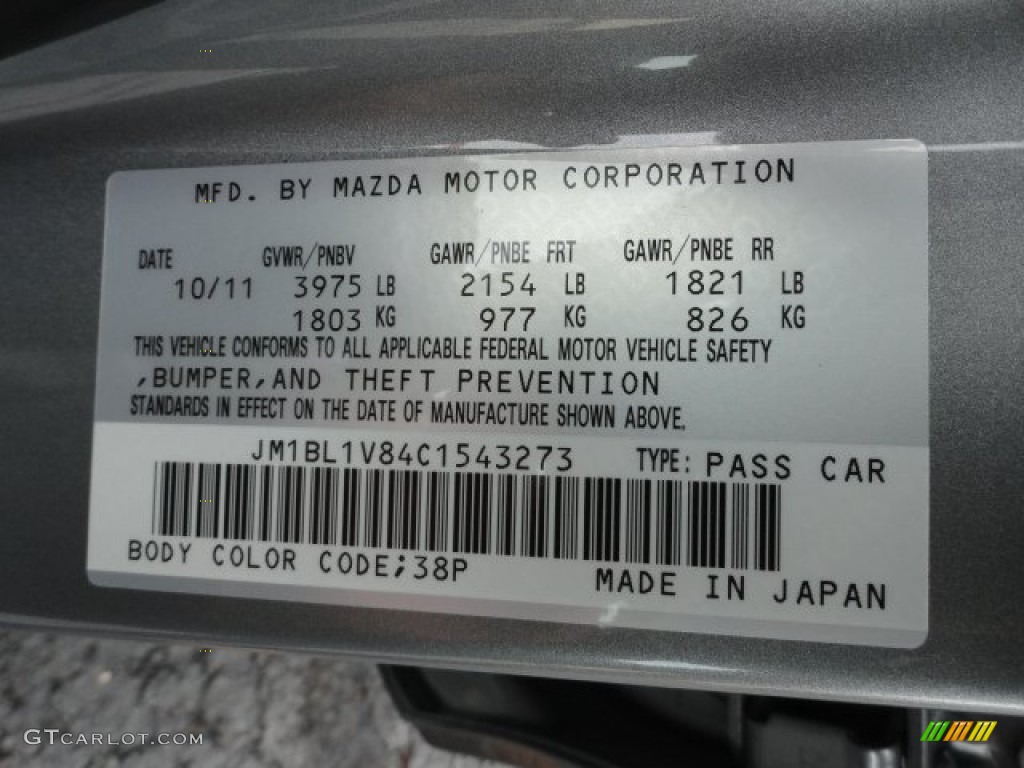 MFD. BY MAZDA MOTOR CORPORATION
DATE GVWR/PNBV GAWR/PNBE FRT GAWR/PNBE RR
10/11 3975 LB 2154 LB 1821 LB
1803 KG 977 KG 826 KG
THIS VEHICLE CONFORMS TO ALL APPLICABLE FEDERAL MOTOR VEHICLE SAFETY
,BUMPER,AND THEFT PREVENTION
STANDARDS IN EFFECT ON THE DATE OF MANUFACTURE SHOWN ABOVE.
JM1BL1V84C1543273 TYPE: PASS CAR
BODY COLOR CODE;38P
MADE IN JAPAN
GTCARLOT.COM